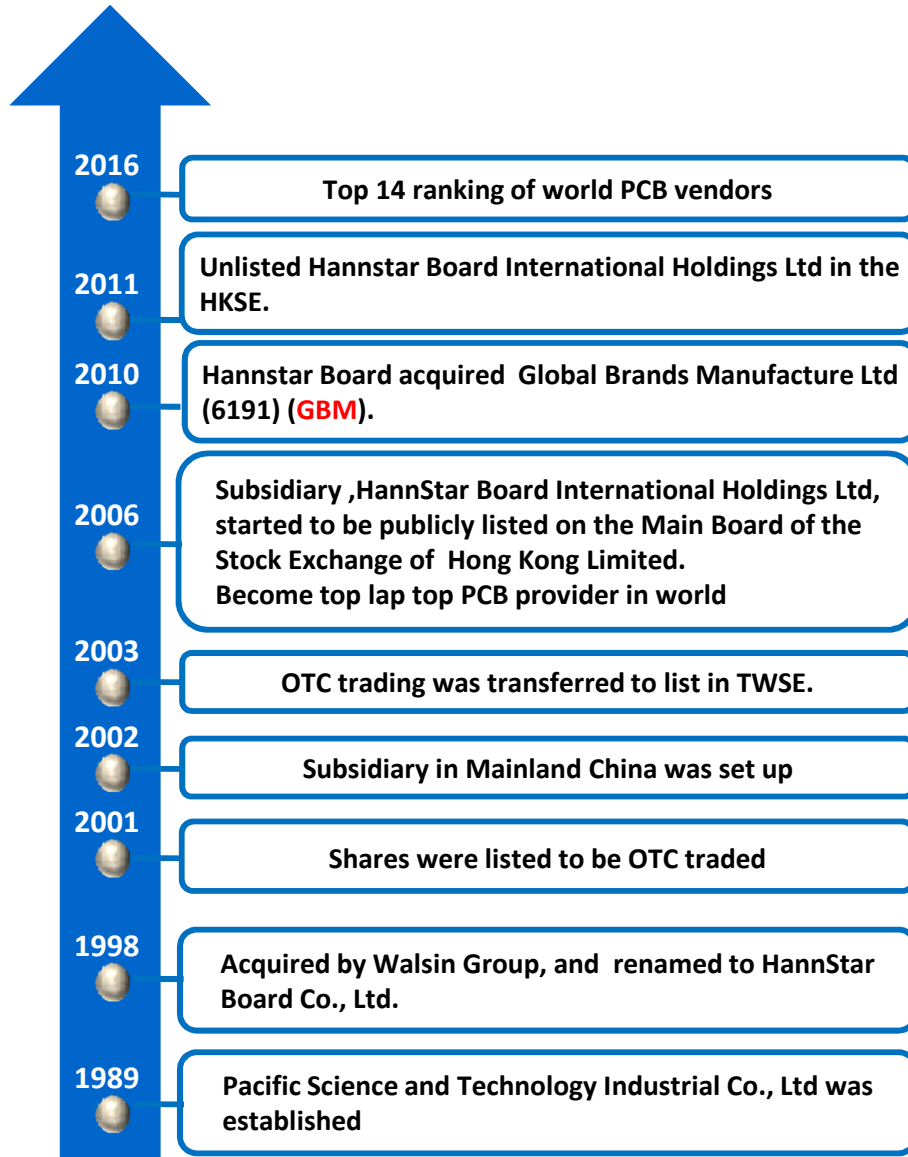 2016
Top 14 ranking of world PCB vendors
2011
Unlisted Hannstar Board International Holdings Ltd in the
HKSE.
2010
Hannstar Board acquired  Global Brands Manufacture Ltd
(6191) (GBM).
2006
Subsidiary ,HannStar Board International Holdings Ltd,
started to be publicly listed on the Main Board of the
Stock Exchange of  Hong Kong Limited.
Become top lap top PCB provider in world
2003
OTC trading was transferred to list in TWSE.
2002
Subsidiary in Mainland China was set up
2001
Shares were listed to be OTC traded
1998
Acquired by Walsin Group, and  renamed to HannStar
Board Co., Ltd.
1989
Pacific Science and Technology Industrial Co., Ltd was
established